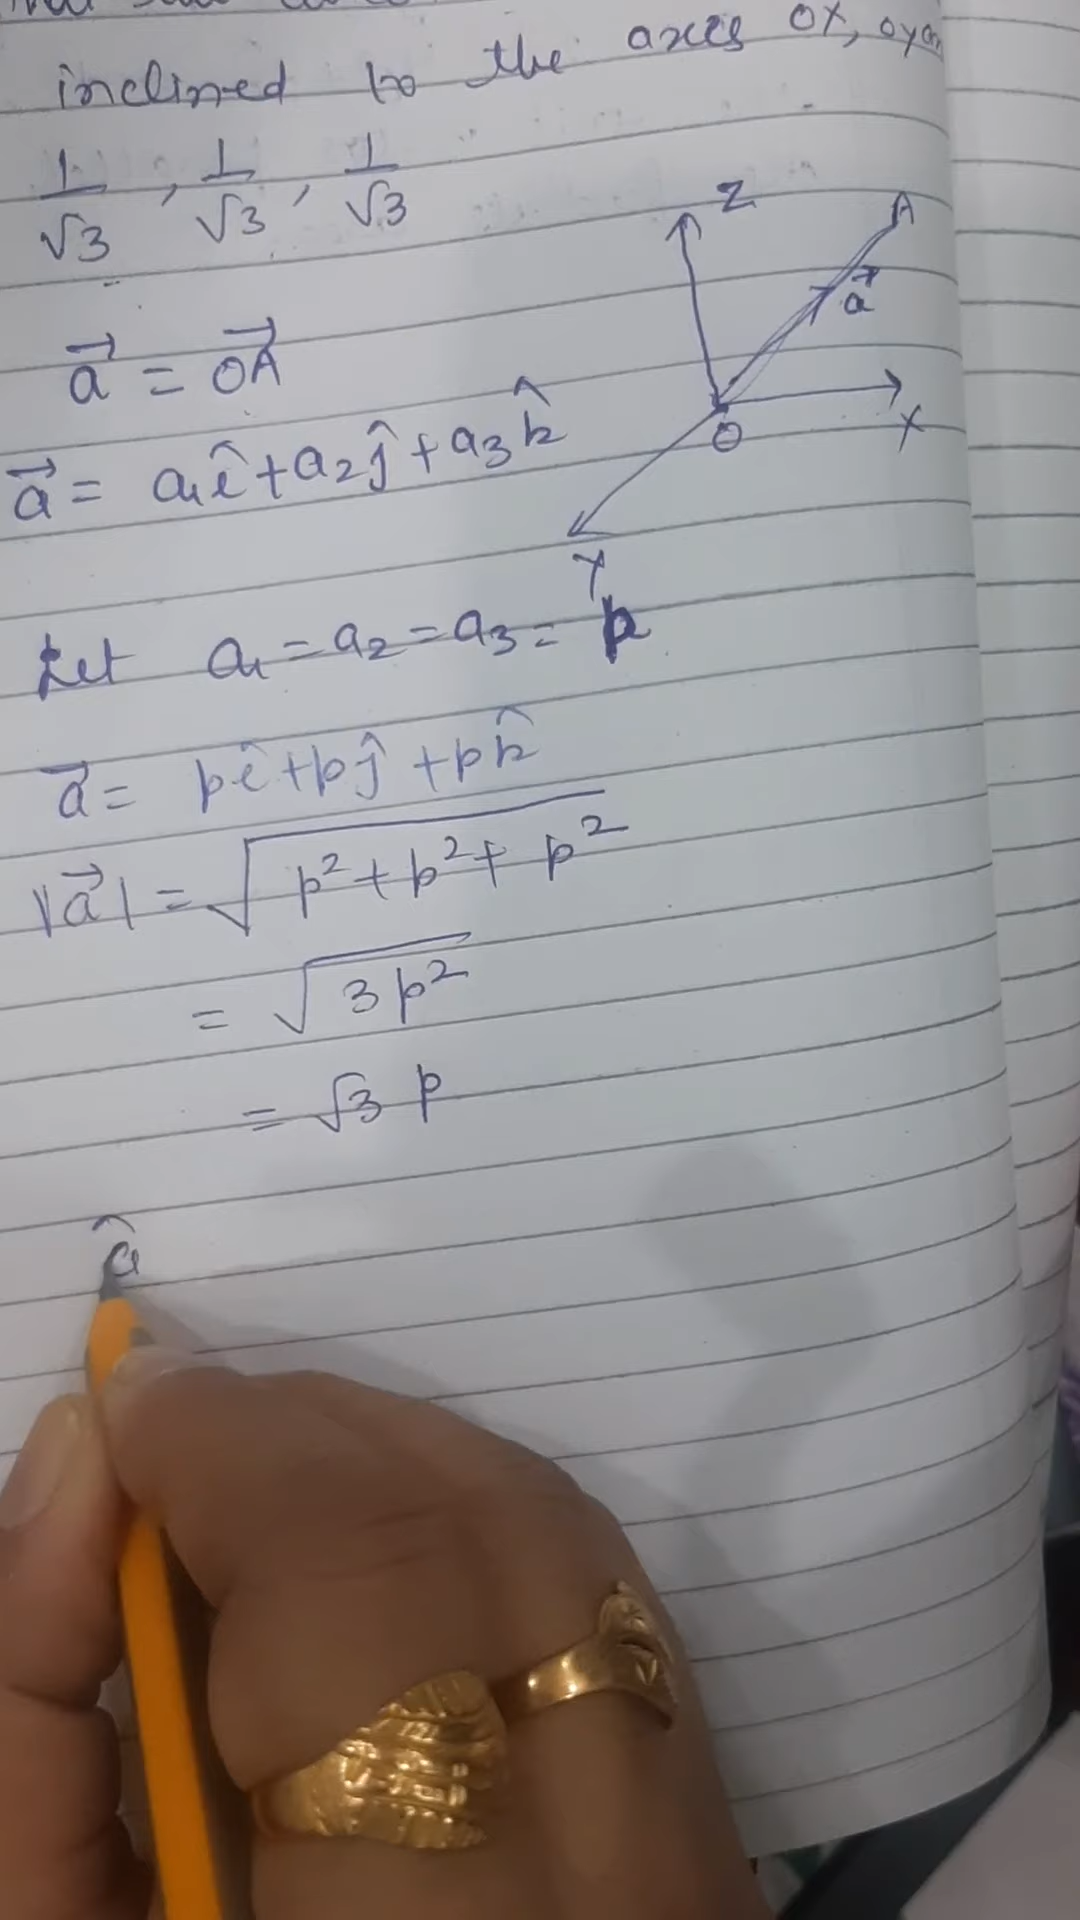 inclined to the axes OX, OY
1/√3 , 1/√3 , 1/√3
Z
A
a⃗
O
X
Y
a⃗ = OA⃗
a⃗ = a₁î + a₂ĵ + a₃k̂
Let a₁ = a₂ = a₃ = p
a⃗ = pî + pĵ + pk̂
|a⃗| = √(p² + p² + p²)
= √(3p²)
= √3 p
â